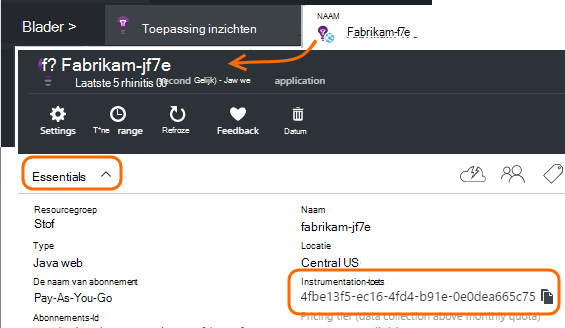 NAAM
Blader >
Toepassing inzichten
Fabrikam-f7e
f? Fabrikam-jf7e
Laatste 5 rhinitis 00 second Gelijk) - Jaw we application
Settings
T°ne range
Refroze
Feedback
Datum
Essentials
Resourcegroep
Naam
Stof
fabrikam-jf7e
Type
Locatie
Java web
Central US
De naam van abonnement
Instrumentation-toets
Pay-As-You-Go
4fbe13f5-ec16-4fd4-b91e-0e0dea665c75
Abonnements-Id
Pricing tier (data collection above monthly quota)